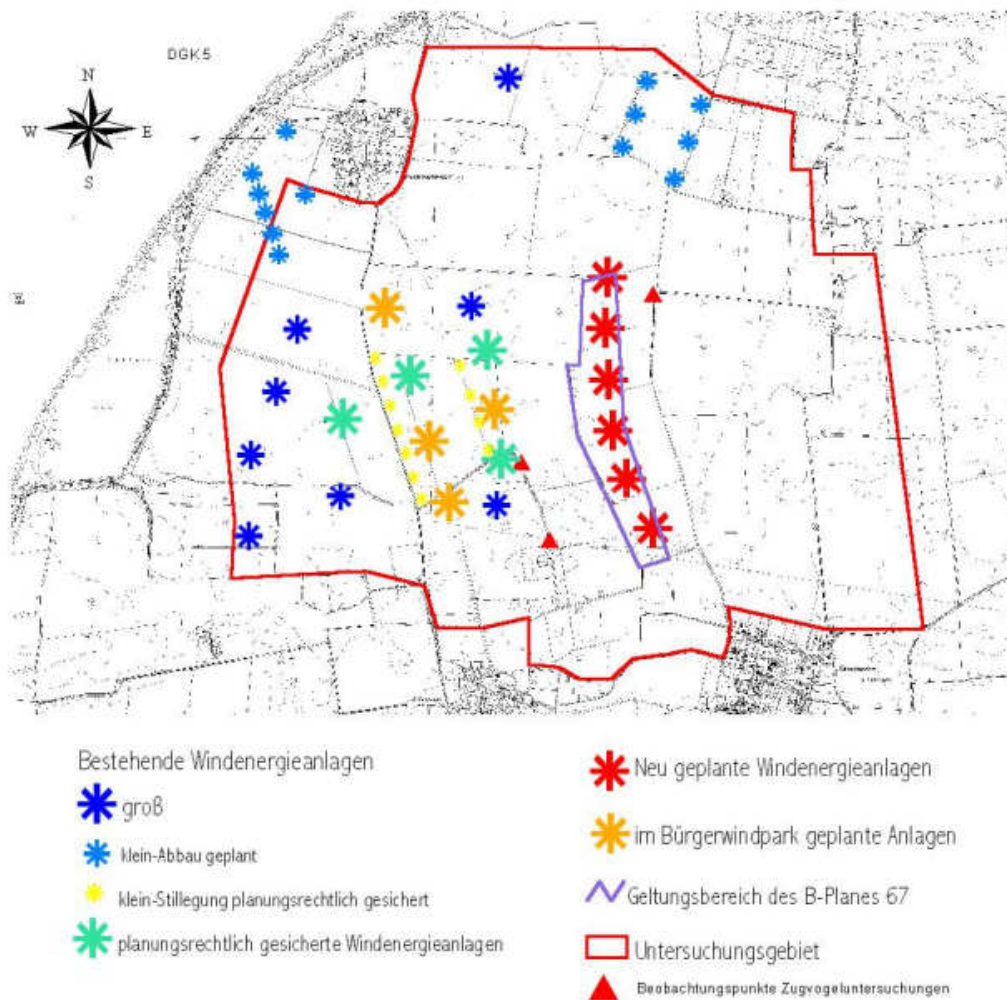 DGK5
N
W E
S
Bestehende Windenergieanlagen
groß
klein-Abbau geplant
klein-Stillegung planungsrechtlich gesichert
planungsrechtlich gesicherte Windenergieanlagen
Neu geplante Windenergieanlagen
im Bürgerwindpark geplante Anlagen
Geltungsbereich des B-Planes 67
Untersuchungsgebiet
Beobachtungspunkte Zugvogeluntersuchungen